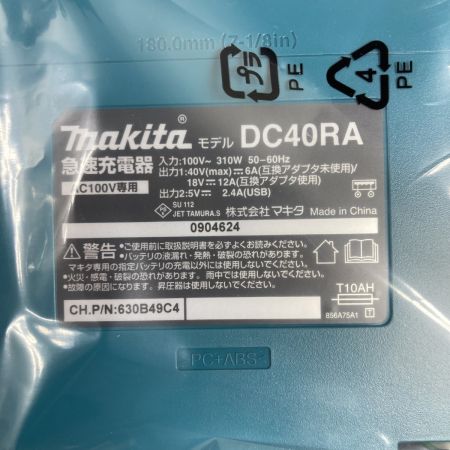 180.0mm (7-1/8in)
プラ
PE
4
PE
makita® モデル DC40RA
急速充電器
AC100V専用
入力:100V~ 310W 50-60Hz
出力1:40V(max)⎓6A(互換アダプタ未使用)/
18V⎓12A(互換アダプタ使用)
出力2:5V⎓ 2.4A(USB)
SU 112
JET TAMURA.S 株式会社マキタ Made in China
0904624
⚠警告 •ご使用前に取扱説明書を必ずよくお読みください。
•バッテリの液漏れ・発熱・破裂の恐れがあります。
マキタ専用の指定バッテリの充電以外には使用しないでください。
•火災・感電・破裂の恐れがあります。雨中では使用しないでください。
•故障の原因になります。昇圧器は使用しないでください。
T10AH
CH.P/N:630B49C4
856A75A1 T
PC+ABS